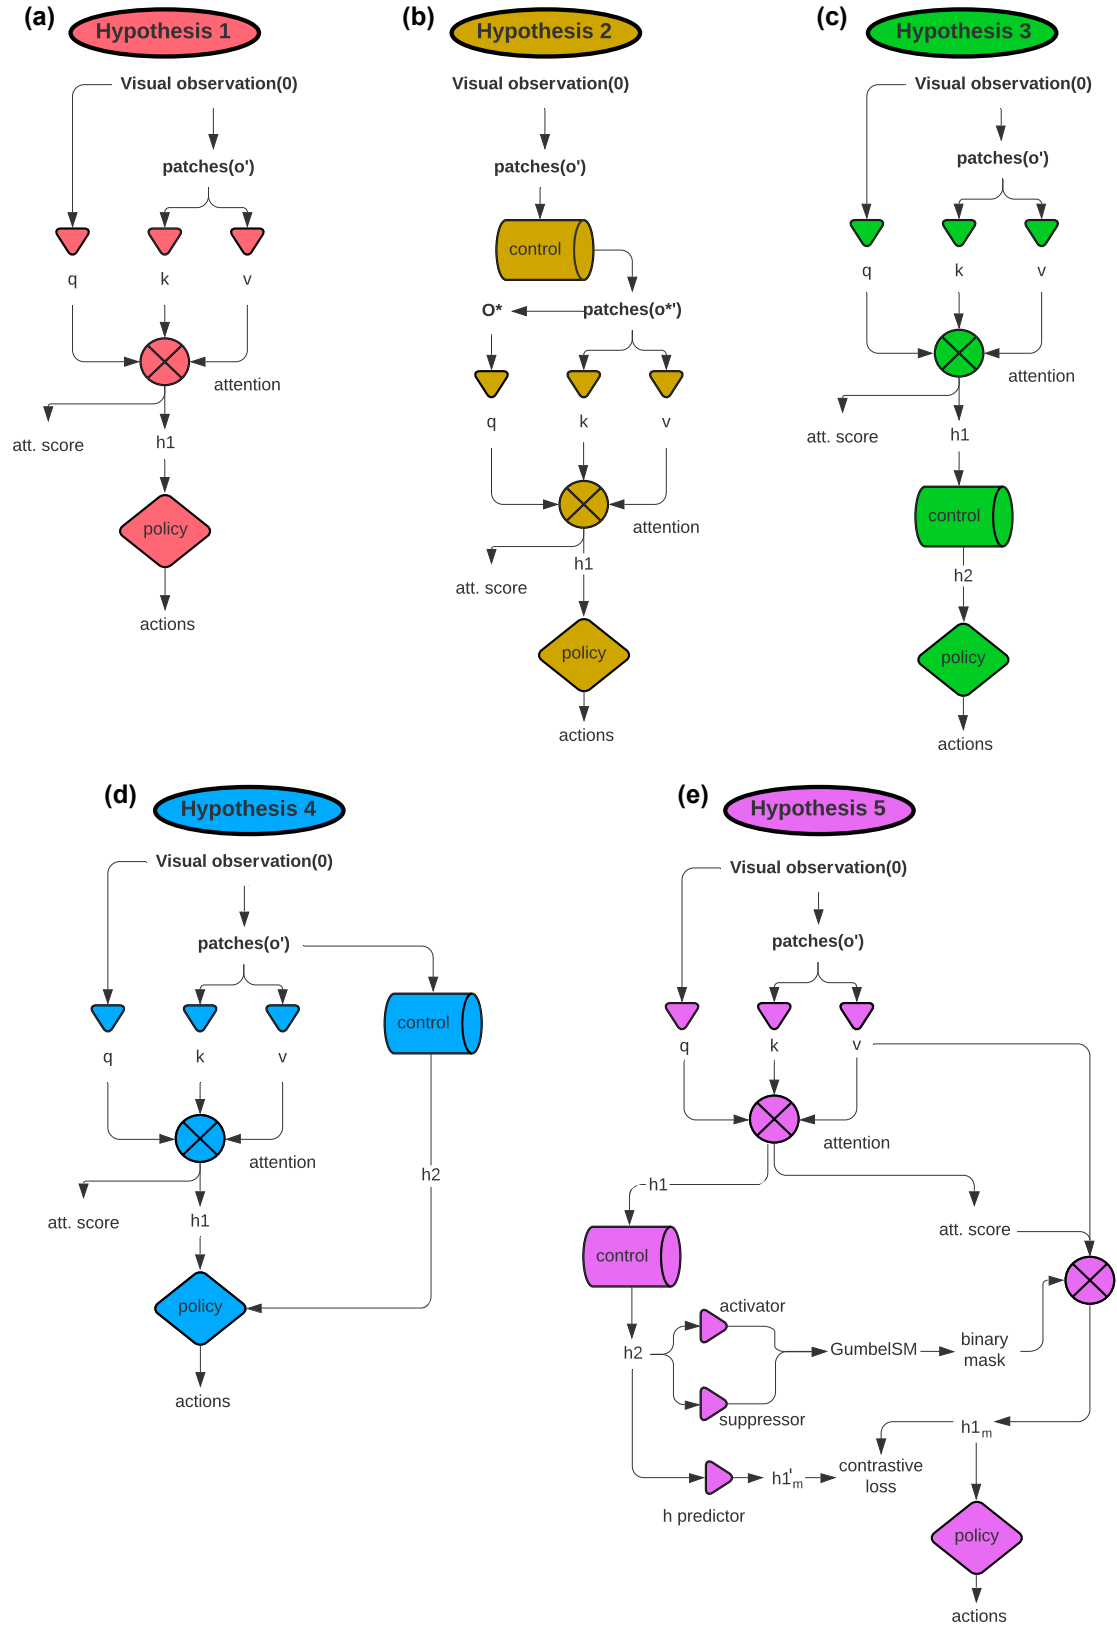 (a) Hypothesis 1
Visual observation(0)
patches(o')
q k v
attention
att. score
h1
policy
actions
(b) Hypothesis 2
Visual observation(0)
patches(o')
control
O* patches(o*')
q k v
attention
att. score
h1
policy
actions
(c) Hypothesis 3
Visual observation(0)
patches(o')
q k v
attention
att. score
h1
control
h2
policy
actions
(d) Hypothesis 4
Visual observation(0)
patches(o')
control
q k v
attention
h2
att. score
h1
policy
actions
(e) Hypothesis 5
Visual observation(0)
patches(o')
q k v
attention
h1
att. score
control
activator
h2
GumbelSM
binary
mask
suppressor
h1m
contrastive
loss
h1'm
h predictor
policy
actions